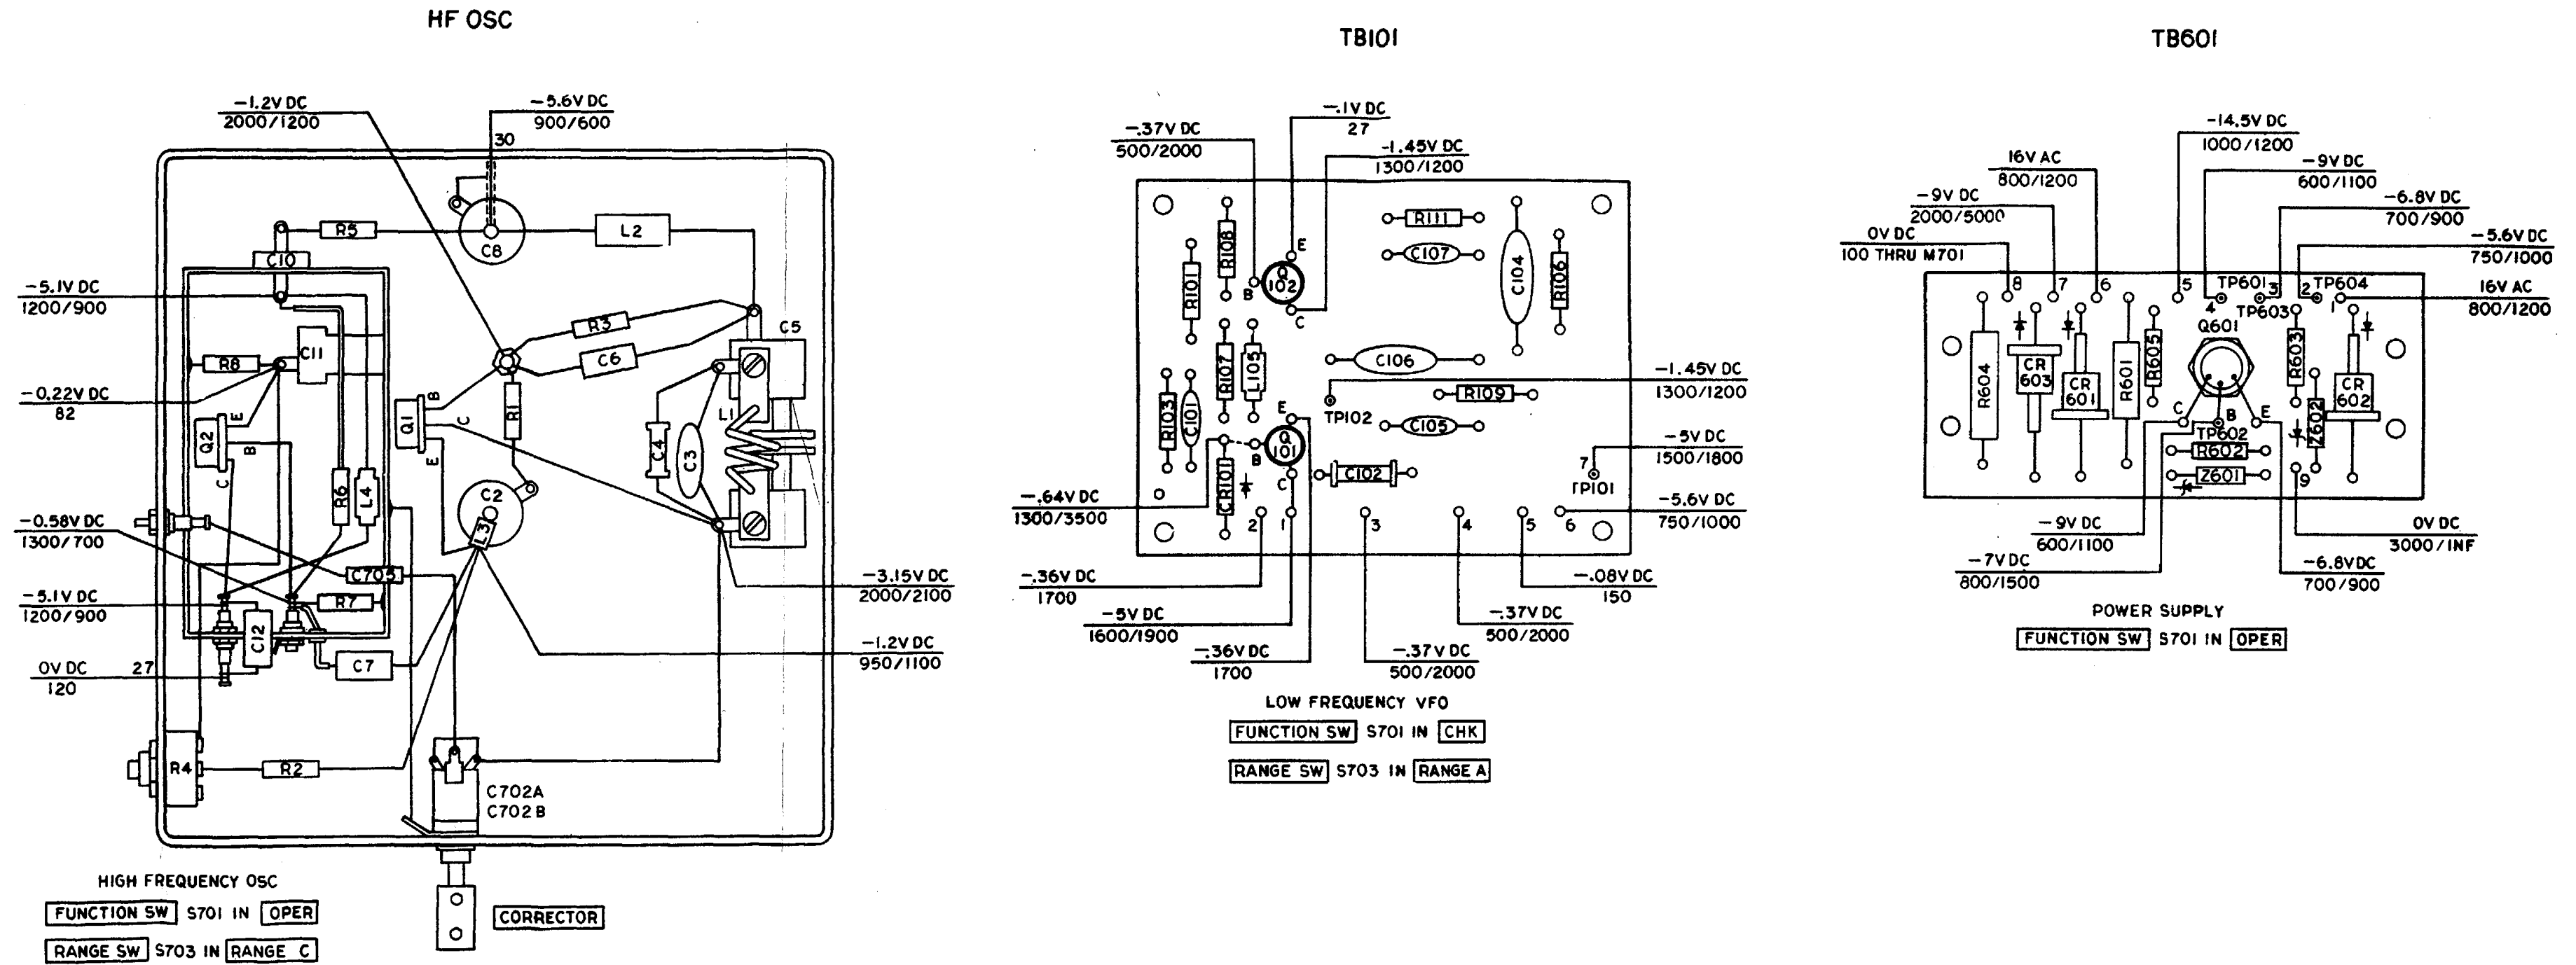 HF OSC
-1.2V DC
2000/1200
-5.6V DC
900/600
30
C8
R5
L2
C10
-5.1V DC
1200/900
R3
C5
C6
C11
R8
-0.22V DC
82
E
B
C
Q2
B
C
E
Q1
R1
L1
C4
C3
R6
L4
C2
L3
-0.58V DC
1300/700
C705
-3.15V DC
2000/2100
-5.1V DC
1200/900
R7
C12
-1.2V DC
950/1100
C7
0V DC
27
120
R4
R2
C702A
C702B
HIGH FREQUENCY OSC
FUNCTION SW S701 IN OPER
RANGE SW S703 IN RANGE C
CORRECTOR
TB101
-.1V DC
27
-.37V DC
500/2000
-1.45V DC
1300/1200
R111
R108
E
C107
C104
R106
R101
Q
102
B
C
R107
L105
C106
-1.45V DC
1300/1200
R109
TP102
R103
C101
E
C105
Q
101
B
-5V DC
1500/1800
7
TP101
C102
C
CR101
-.64V DC
1300/3500
-5.6V DC
750/1000
2
1
3
4
5
6
-.36V DC
1700
-.08V DC
150
-5V DC
1600/1900
-.37V DC
500/2000
-.36V DC
1700
-.37V DC
500/2000
LOW FREQUENCY VFO
FUNCTION SW S701 IN CHK
RANGE SW S703 IN RANGE A
TB601
-14.5V DC
1000/1200
16V AC
800/1200
-9V DC
600/1100
-9V DC
2000/5000
-6.8V DC
700/900
0V DC
100 THRU M701
-5.6V DC
750/1000
8
7
6
5
TP601
3
2
TP604
16V AC
800/1200
4
TP603
1
Q601
R604
CR
603
CR
601
R601
R605
R603
CR
602
Z602
C
B
E
TP602
R602
Z601
9
-9V DC
600/1100
0V DC
3000/INF
-7V DC
800/1500
-6.8V DC
700/900
POWER SUPPLY
FUNCTION SW S701 IN OPER